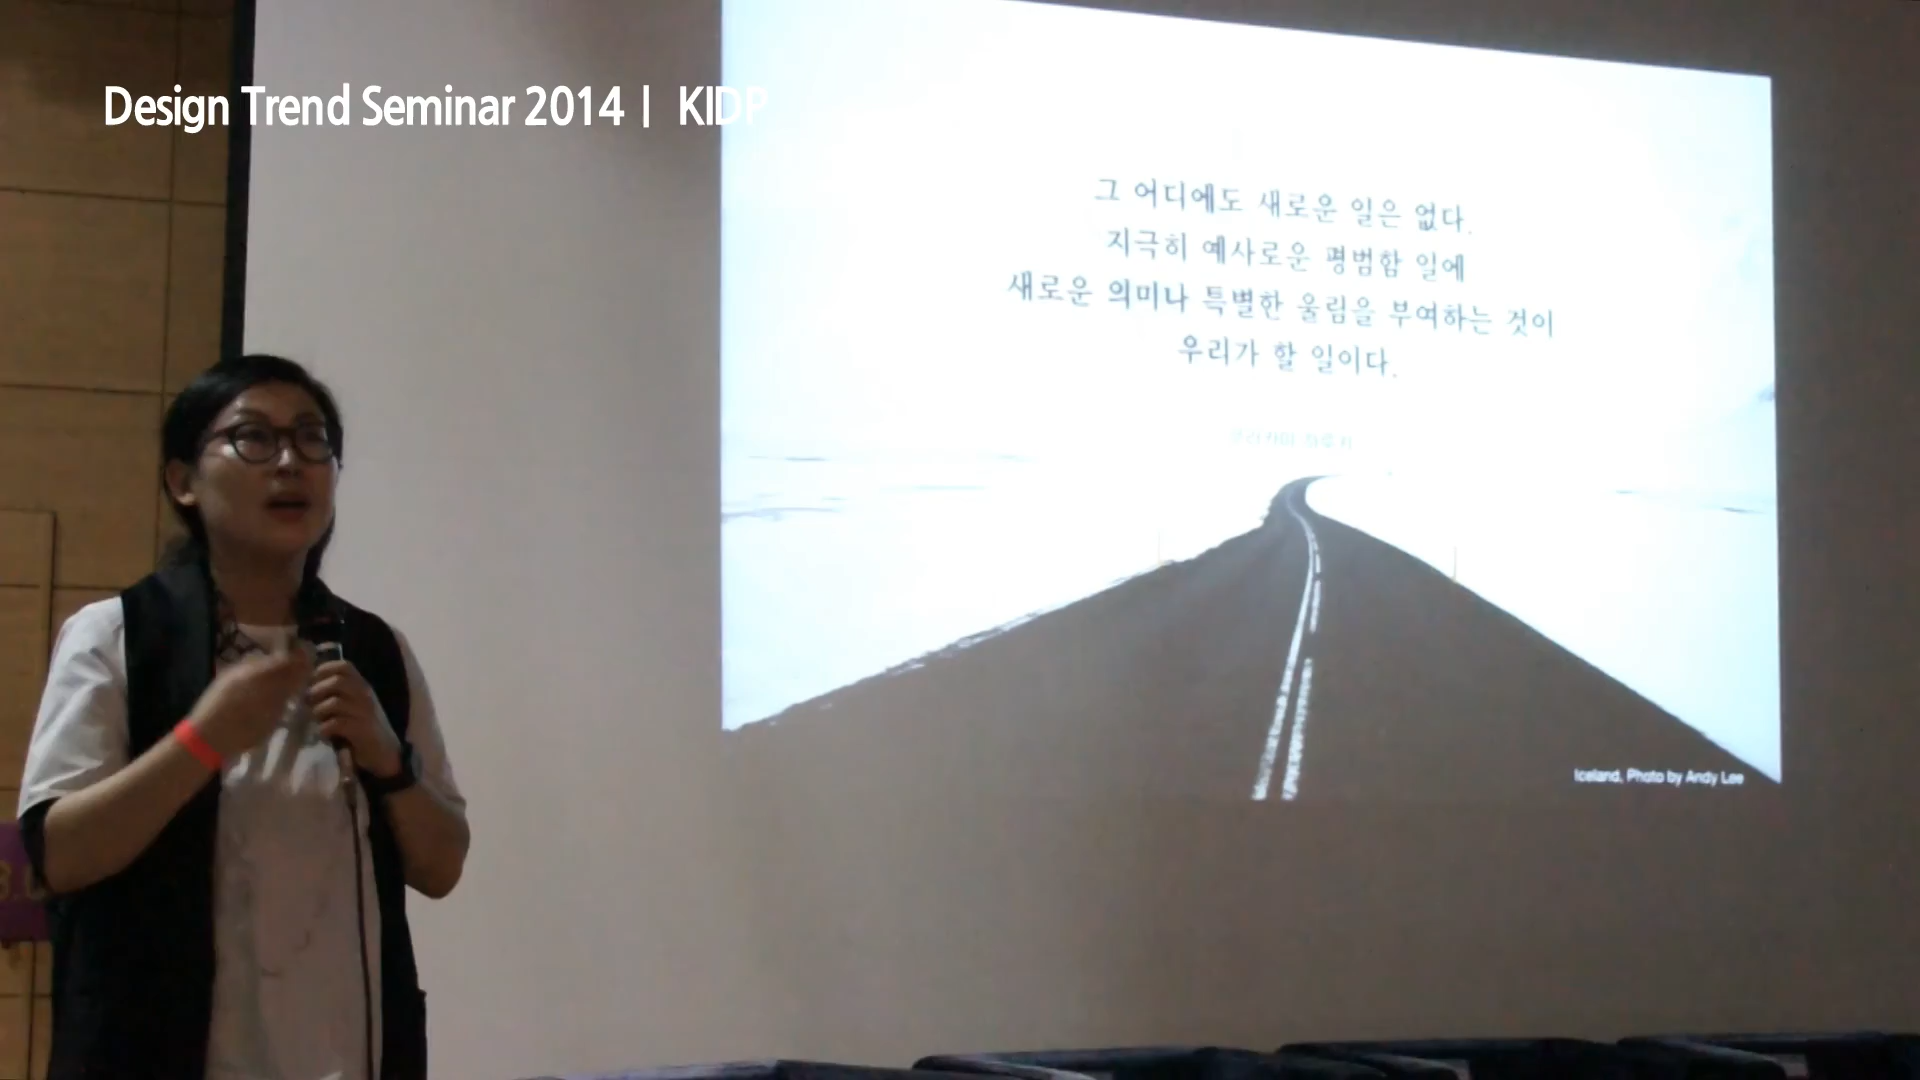 Design Trend Seminar 2014 | KIDP
그 어디에도 새로운 일은 없다.
지극히 예사로운 평범함 일에
새로운 의미나 특별한 울림을 부여하는 것이
우리가 할 일이다.
Iceland, Photo by Andy Lee